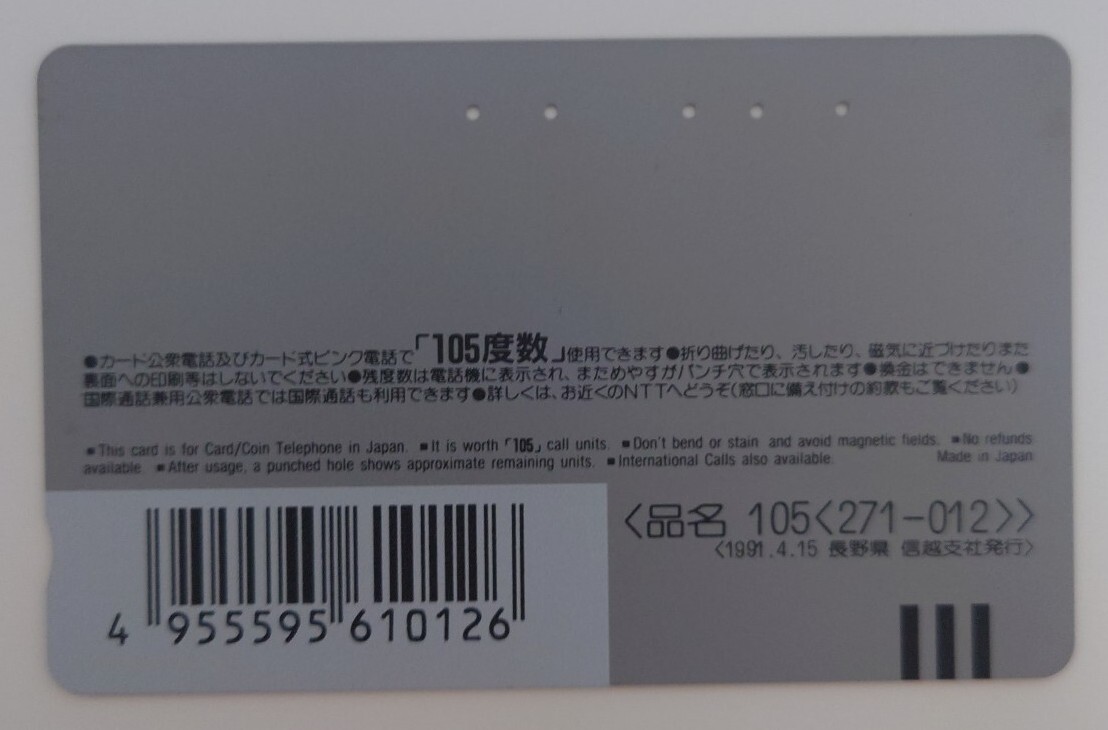 ●カード公衆電話及びカード式ピンク電話で「105度数」使用できます●折り曲げたり、汚したり、磁気に近づけたりまた
裏面への印刷等はしないでください●残度数は電話機に表示され、まためやすがパンチ穴で表示されます●換金はできません●
国際通話兼用公衆電話では国際通話も利用できます●詳しくは、お近くのNTTへどうぞ(窓口に備え付けの約款もご覧ください)
■This card is for Card/Coin Telephone in Japan. ■It is worth「105」call units. ■Don't bend or stain and avoid magnetic fields. ■No refunds
available. ■After usage, a punched hole shows approximate remaining units. ■International Calls also available. Made in Japan
〈品名 105〈271-012〉〉
〈1991.4.15 長野県 信越支社発行〉
4 955595 610126